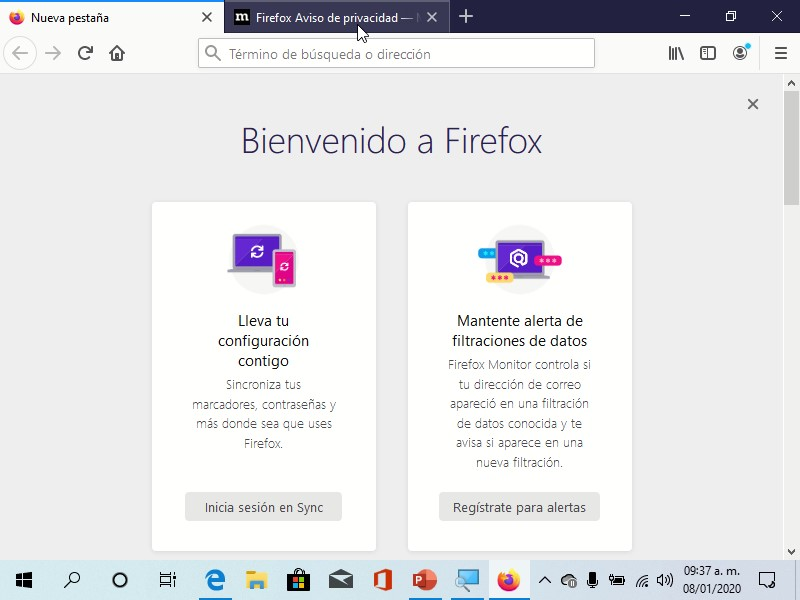 Nueva pestaña
m Firefox Aviso de privacidad —
Término de búsqueda o dirección
Bienvenido a Firefox
Lleva tu
configuración
contigo
Sincroniza tus
marcadores, contraseñas y
más donde sea que uses
Firefox.
Inicia sesión en Sync
***
***
Mantente alerta de
filtraciones de datos
Firefox Monitor controla si
tu dirección de correo
apareció en una filtración
de datos conocida y te
avisa si aparece en una
nueva filtración.
Regístrate para alertas
09:37 a. m.
08/01/2020